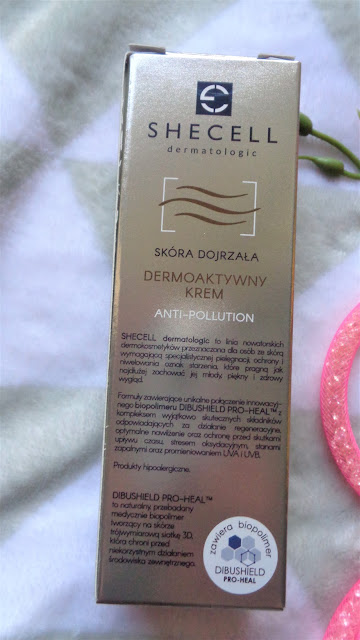 SHECELL
dermatologic
SKÓRA DOJRZAŁA
DERMOAKTYWNY
KREM
ANTI-POLLUTION
SHECELL dermatologic to linia nowatorskich
dermokosmetyków przeznaczona dla osób ze skórą
wymagającą specjalistycznej pielęgnacji, ochrony i
niwelowania oznak starzenia, które pragną jak
najdłużej zachować jej młody, piękny i zdrowy
wygląd.
Formuły zawierające unikalne połączenie innowacyj-
nego biopolimeru DIBUSHIELD PRO-HEAL™ z
kompleksem wyjątkowo skutecznych składników
odpowiadających za działanie regeneracyjne,
optymalne nawilżenie oraz ochronę przed skutkami
upływu czasu, stresem oksydacyjnym, stanami
zapalnymi oraz promieniowaniem UVA i UVB.
Produkty hipoalergiczne.
DIBUSHIELD PRO-HEAL™
to naturalny, przebadany
medycznie biopolimer
tworzący na skórze
trójwymiarową siatkę 3D,
która chroni przed
niekorzystnym działaniem
środowiska zewnętrznego.
zawiera biopolimer
DIBUSHIELD
PRO-HEAL